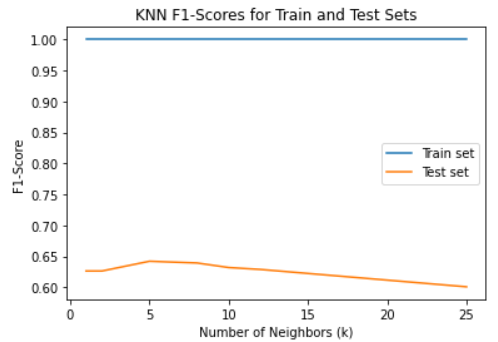 KNN F1-Scores for Train and Test Sets
1.00
0.95
0.90
0.85
0.80
0.75
0.70
0.65
0.60
F1-Score
Train set
Test set
0 5 10 15 20 25
Number of Neighbors (k)